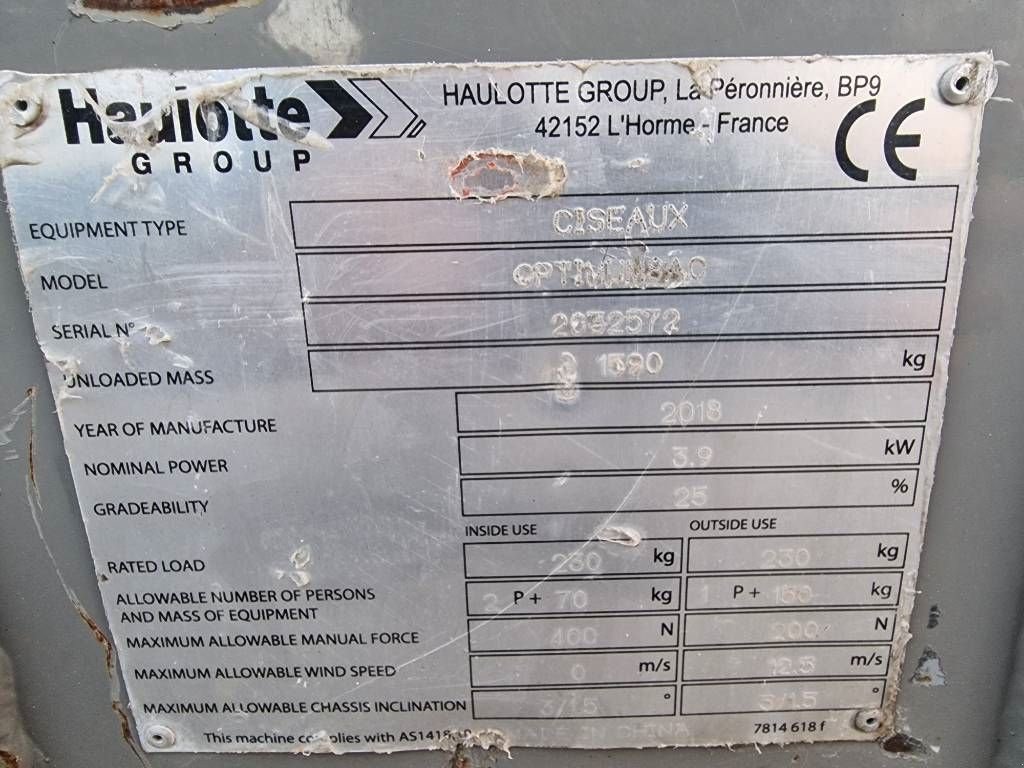 Haulotte
GROUP
HAULOTTE GROUP, La Péronnière, BP9
42152 L'Horme - France
CE
EQUIPMENT TYPE CISEAUX
MODEL
SERIAL N° 2032572
UNLOADED MASS 1590 kg
YEAR OF MANUFACTURE 2018
NOMINAL POWER 3.9 kW
GRADEABILITY 25 %
INSIDE USE OUTSIDE USE
RATED LOAD 230 kg 230 kg
ALLOWABLE NUMBER OF PERSONS
AND MASS OF EQUIPMENT 2 P + 70 kg 1 P + 150 kg
MAXIMUM ALLOWABLE MANUAL FORCE 400 N 200 N
MAXIMUM ALLOWABLE WIND SPEED 0 m/s 12.5 m/s
MAXIMUM ALLOWABLE CHASSIS INCLINATION 3/1.5 ° 3/1.5 °
This machine complies with MADE IN CHINA 7814 618 f